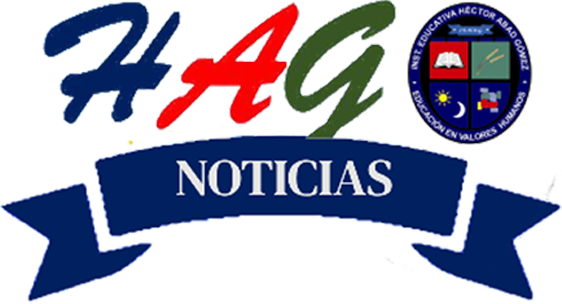 HAG
INST. EDUCATIVA HÉCTOR ABAD GÓMEZ
EDUCACIÓN EN VALORES HUMANOS
NOTICIAS